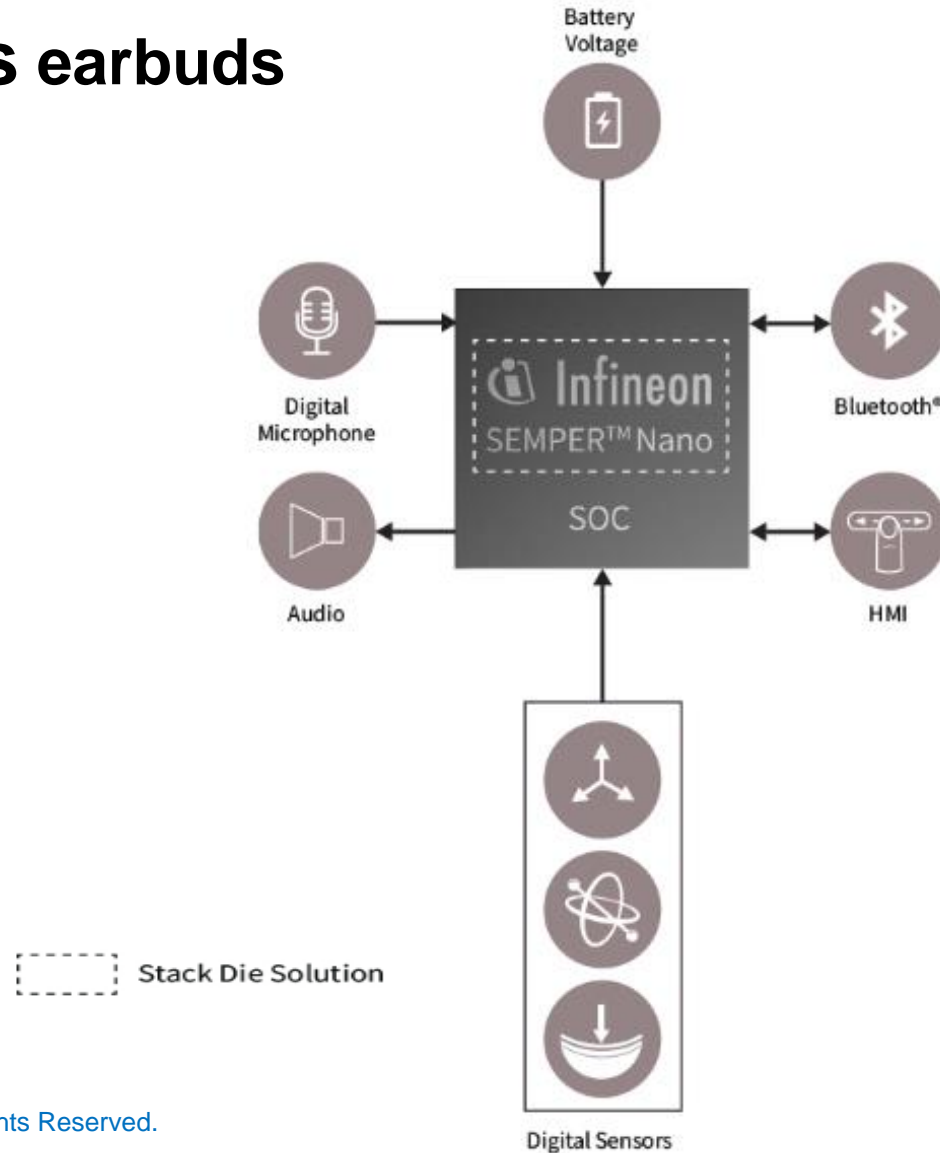 s earbuds
Battery
Voltage
Infineon
SEMPER™ Nano
SOC
Digital
Microphone
Bluetooth®
Audio
HMI
Stack Die Solution
Digital Sensors
nts Reserved.